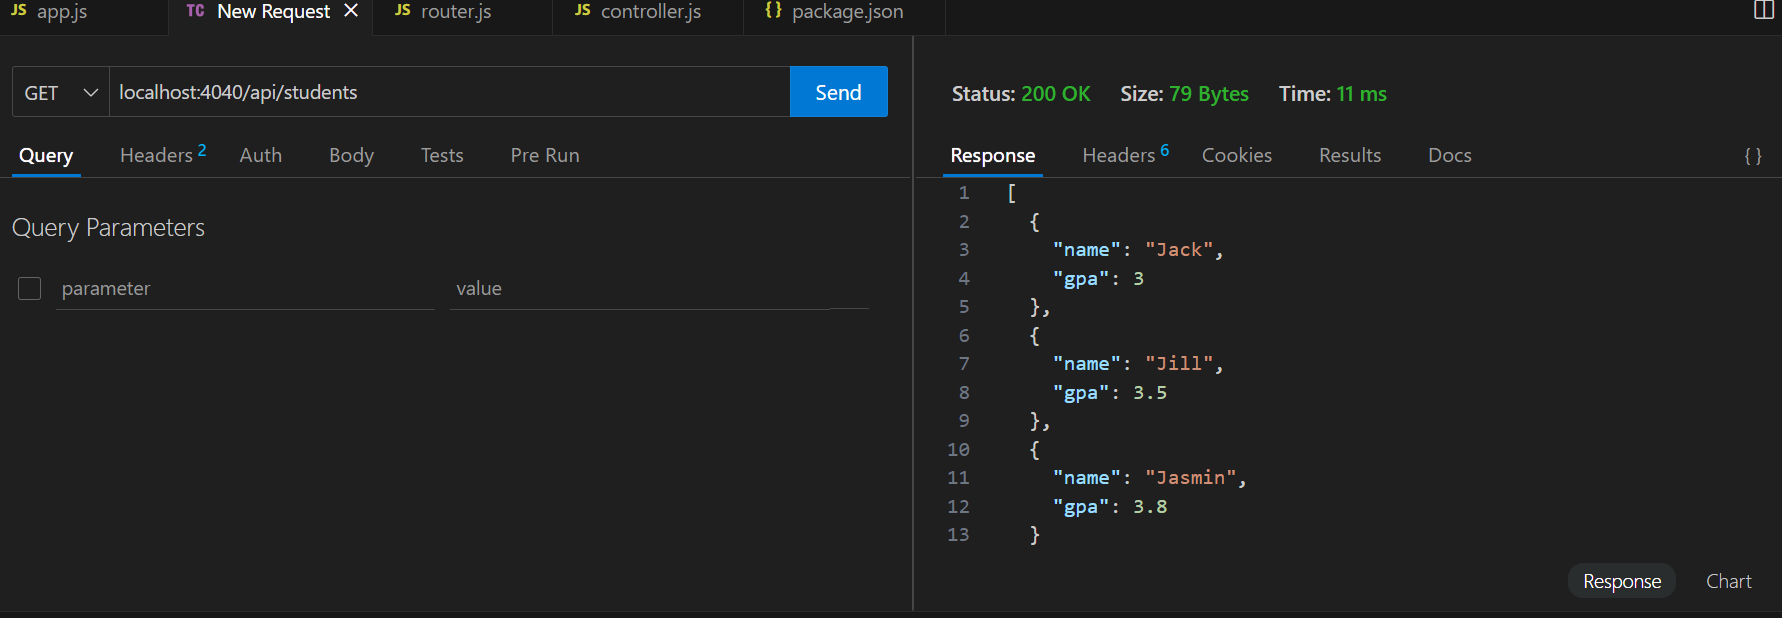 JS app.js TC New Request X JS router.js JS controller.js {} package.json
GET localhost:4040/api/students Send
Query Headers 2 Auth Body Tests Pre Run
Query Parameters
parameter value
Status: 200 OK Size: 79 Bytes Time: 11 ms
Response Headers 6 Cookies Results Docs { }
1 [
2 {
3 "name": "Jack",
4 "gpa": 3
5 },
6 {
7 "name": "Jill",
8 "gpa": 3.5
9 },
10 {
11 "name": "Jasmin",
12 "gpa": 3.8
13 }
Response Chart